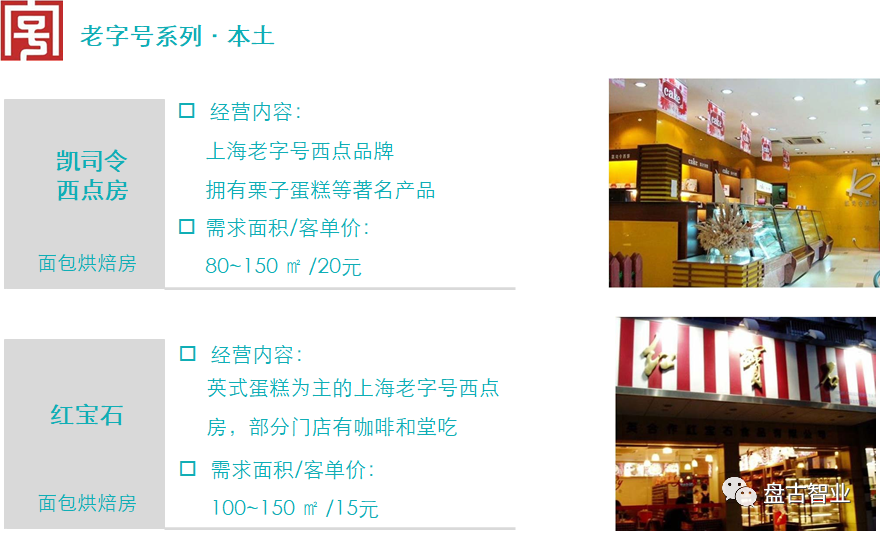 老字号系列·本土
凯司令
西点房
面包烘焙房
经营内容：
上海老字号西点品牌
拥有栗子蛋糕等著名产品
需求面积/客单价：
80~150 ㎡ /20元
cake
cake
红宝石
面包烘焙房
经营内容：
英式蛋糕为主的上海老字号西点
房，部分门店有咖啡和堂吃
需求面积/客单价：
100~150 ㎡ /15元
红宝石
盘古智业